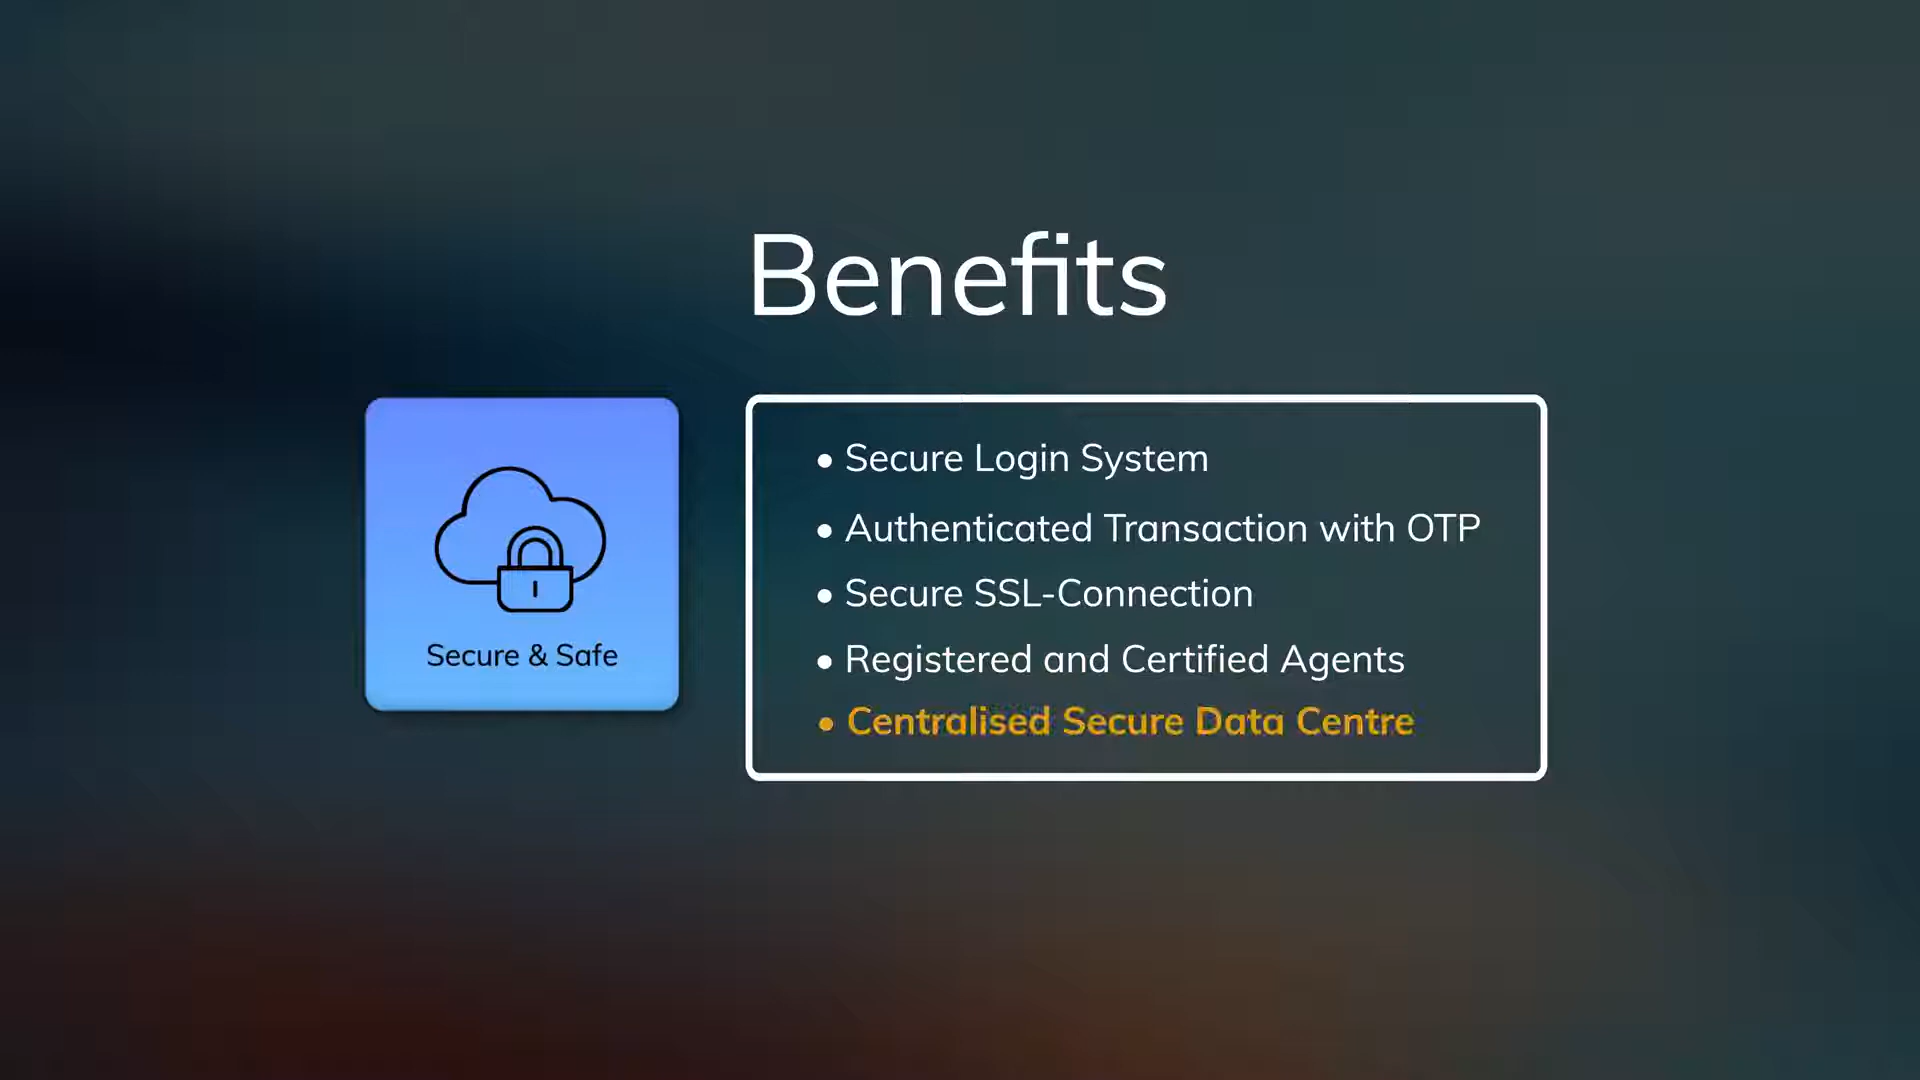 Benefits
Secure & Safe
• Secure Login System
• Authenticated Transaction with OTP
• Secure SSL-Connection
• Registered and Certified Agents
• Centralised Secure Data Centre